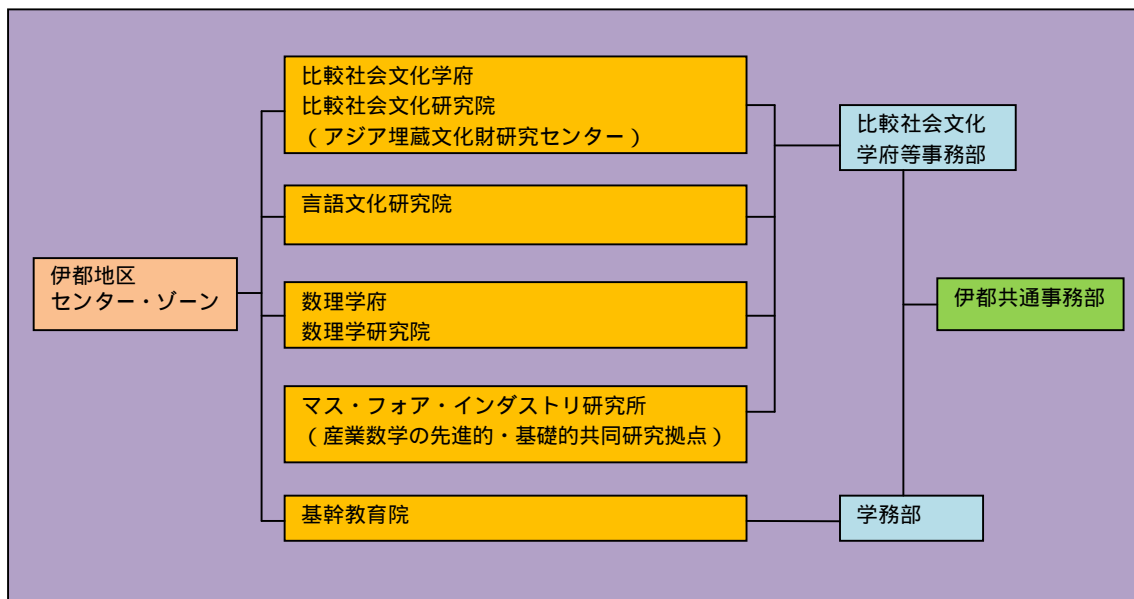 伊都地区
センター・ゾーン
比較社会文化学府
比較社会文化研究院
（アジア埋蔵文化財研究センター）
言語文化研究院
数理学府
数理学研究院
マス・フォア・インダストリ研究所
（産業数学の先進的・基礎的共同研究拠点）
基幹教育院
比較社会文化
学府等事務部
学務部
伊都共通事務部